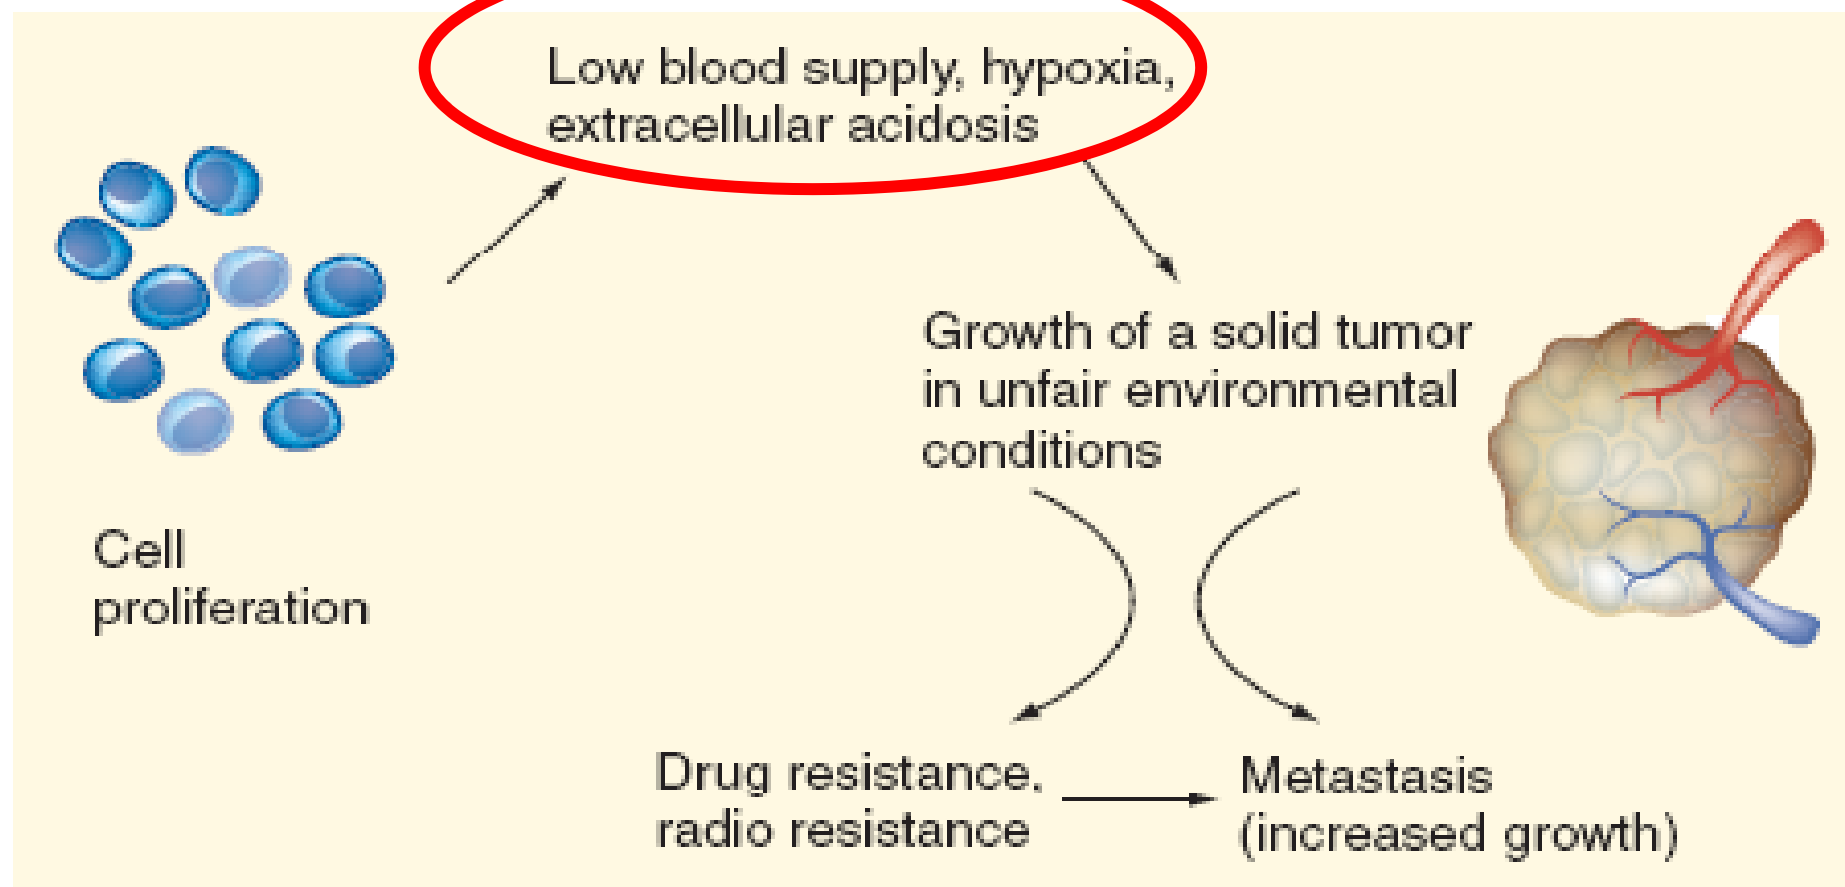 Low blood supply, hypoxia,
extracellular acidosis
Growth of a solid tumor
in unfair environmental
conditions
Cell
proliferation
Drug resistance,
radio resistance
Metastasis
(increased growth)